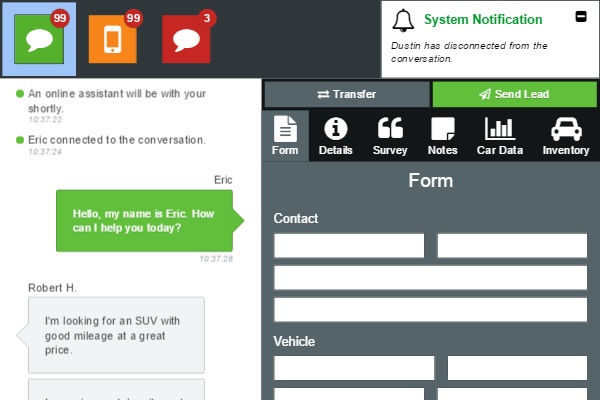 99
99
3
System Notification
Dustin has disconnected from the
conversation.
An online assistant will be with your
shortly.
10:37:22
Eric connected to the conversation.
10:37:24
Eric
Hello, my name is Eric. How
can I help you today?
10:37:28
Robert H.
I'm looking for an SUV with
good mileage at a great
price.
Transfer
Send Lead
Form
Details
Survey
Notes
Car Data
Inventory
Form
Contact
Vehicle